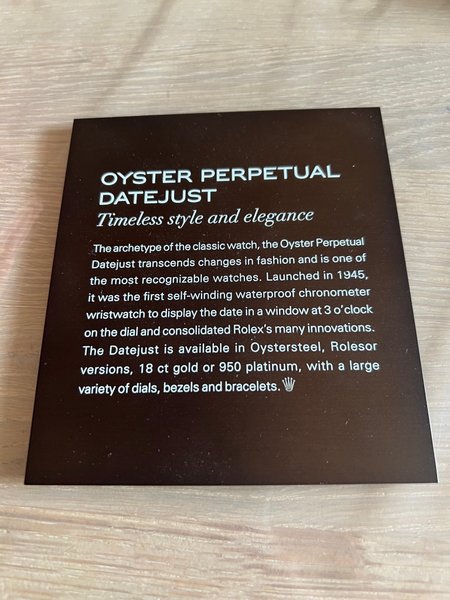 OYSTER PERPETUAL
DATEJUST
Timeless style and elegance
The archetype of the classic watch, the Oyster Perpetual
Datejust transcends changes in fashion and is one of
the most recognizable watches. Launched in 1945,
it was the first self-winding waterproof chronometer
wristwatch to display the date in a window at 3 o'clock
on the dial and consolidated Rolex's many innovations.
The Datejust is available in Oystersteel, Rolesor
versions, 18 ct gold or 950 platinum, with a large
variety of dials, bezels and bracelets.